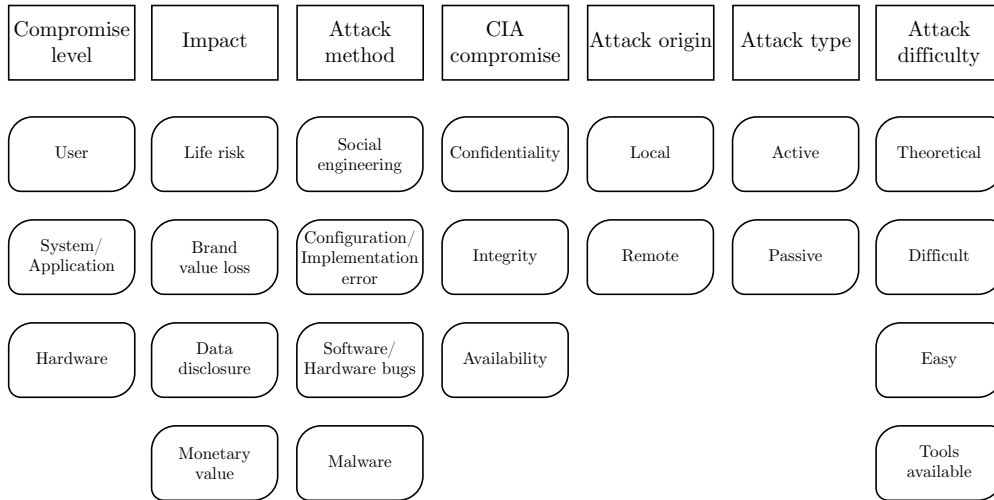 Compromise
level
Impact
Attack
method
CIA
compromise
Attack origin
Attack type
Attack
difficulty
User
Life risk
Social
engineering
Confidentiality
Local
Active
Theoretical
System/
Application
Brand
value loss
Configuration/
Implementation
error
Integrity
Remote
Passive
Difficult
Hardware
Data
disclosure
Software/
Hardware bugs
Availability
Easy
Monetary
value
Malware
Tools
available